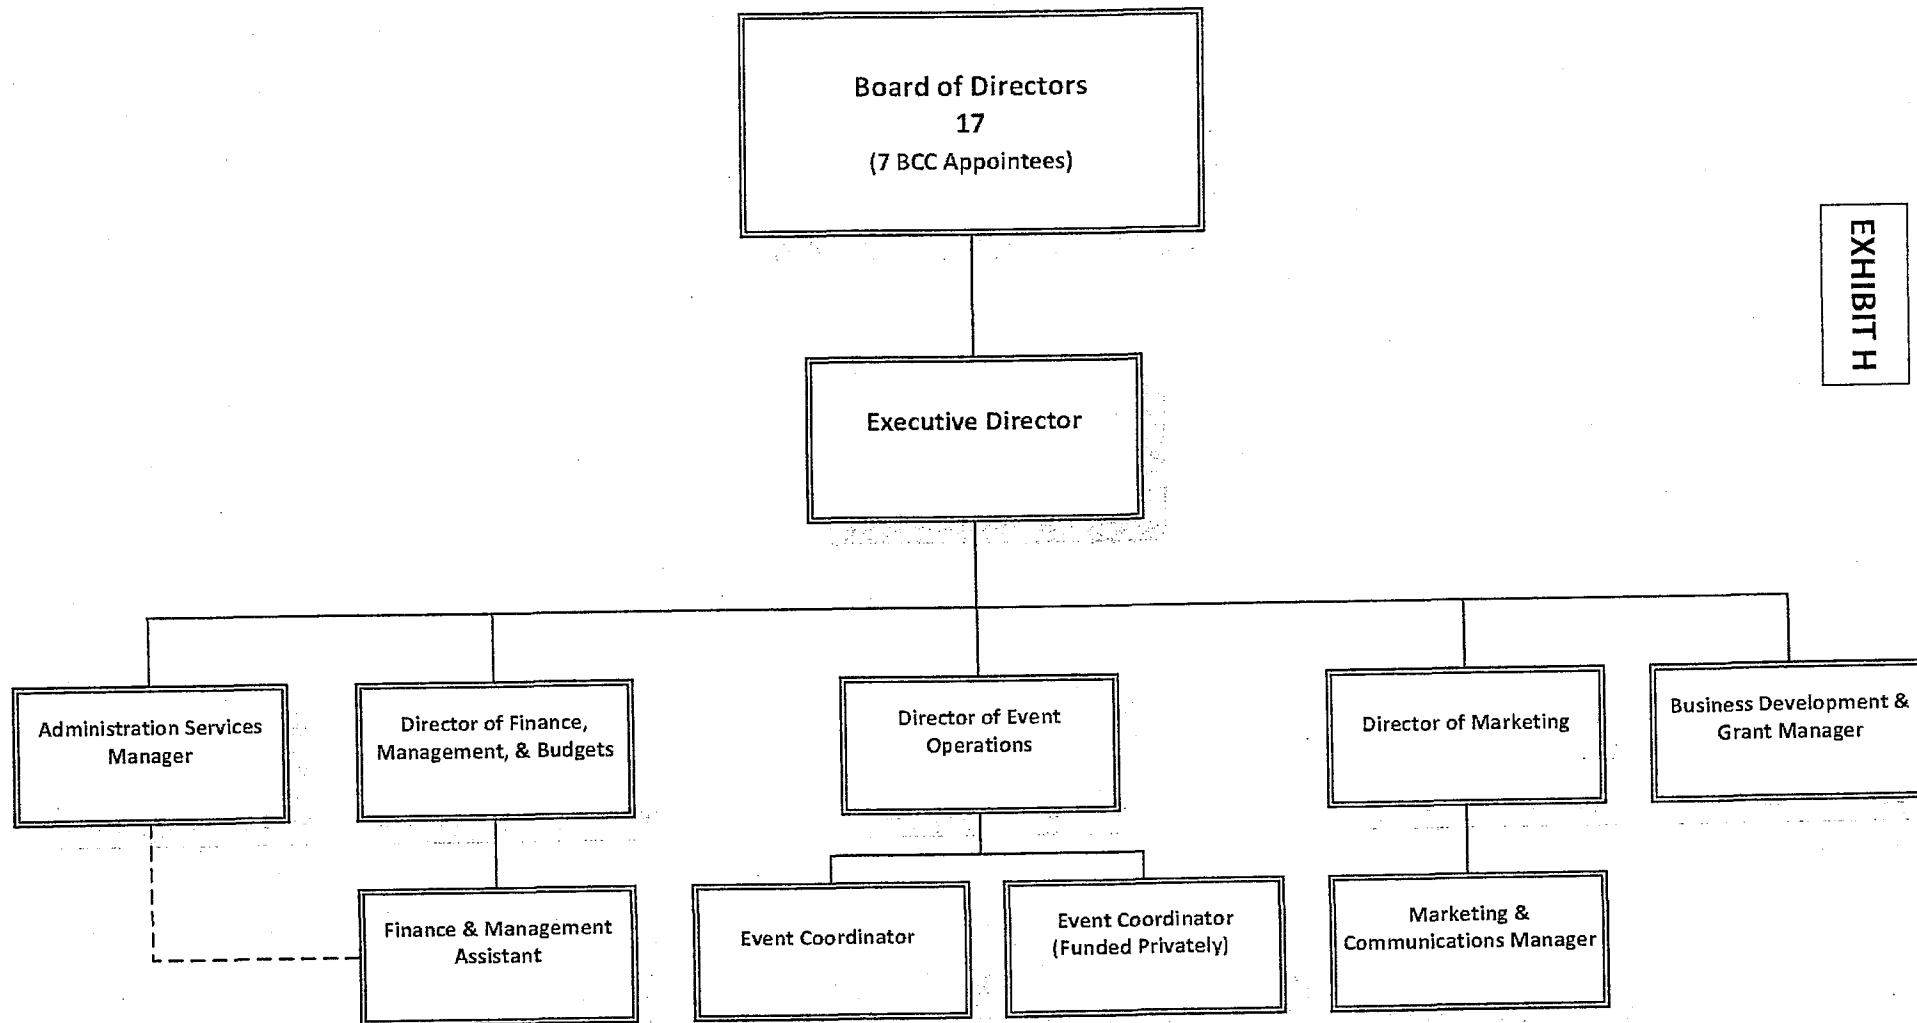 Board of Directors
17
(7 BCC Appointees)
EXHIBIT H
Executive Director
Administration Services
Manager
Director of Finance,
Management, & Budgets
Director of Event
Operations
Director of Marketing
Business Development &
Grant Manager
Finance & Management
Assistant
Event Coordinator
Event Coordinator
(Funded Privately)
Marketing &
Communications Manager